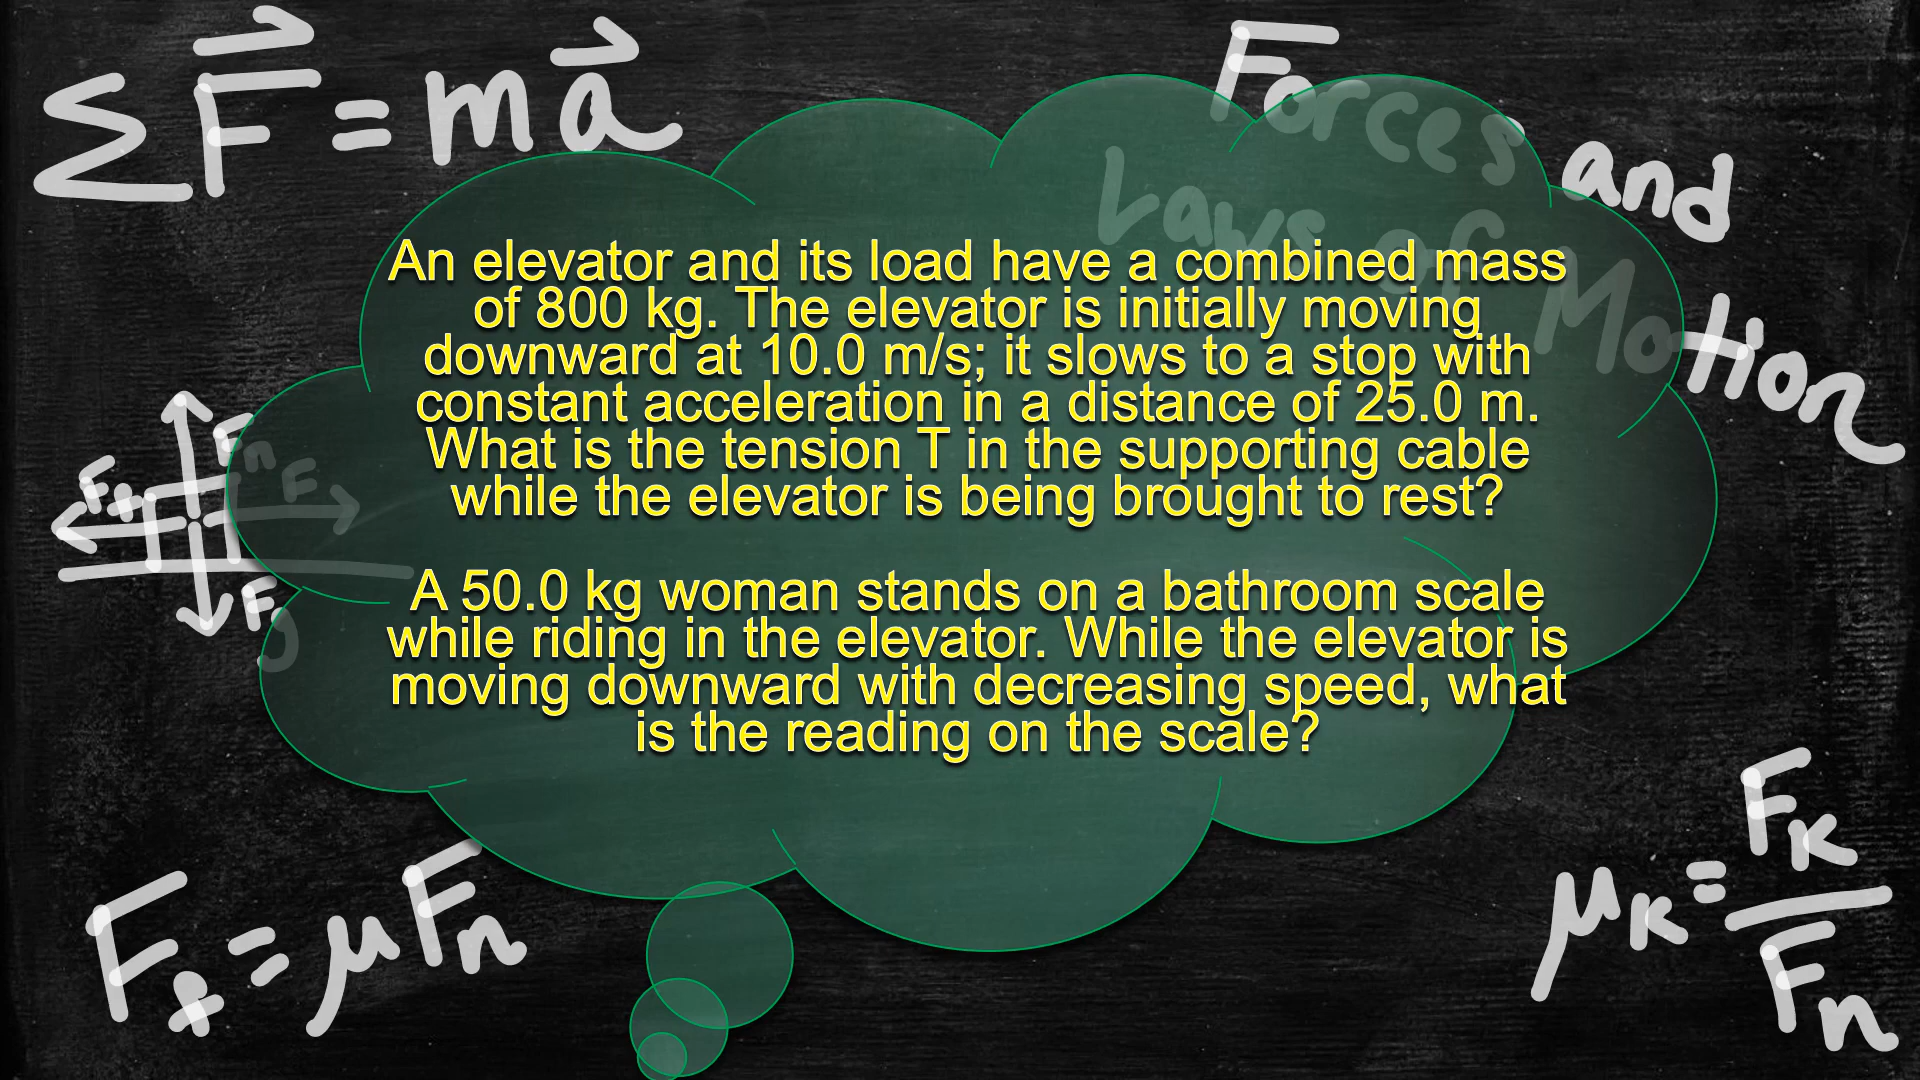 ΣF⃗ = ma⃗
Forces and
Laws of Motion
An elevator and its load have a combined mass
of 800 kg. The elevator is initially moving
downward at 10.0 m/s; it slows to a stop with
constant acceleration in a distance of 25.0 m.
What is the tension T in the supporting cable
while the elevator is being brought to rest?
Fn
Fk
F
Fg
A 50.0 kg woman stands on a bathroom scale
while riding in the elevator. While the elevator is
moving downward with decreasing speed, what
is the reading on the scale?
= μFn
μK = FK
Fn